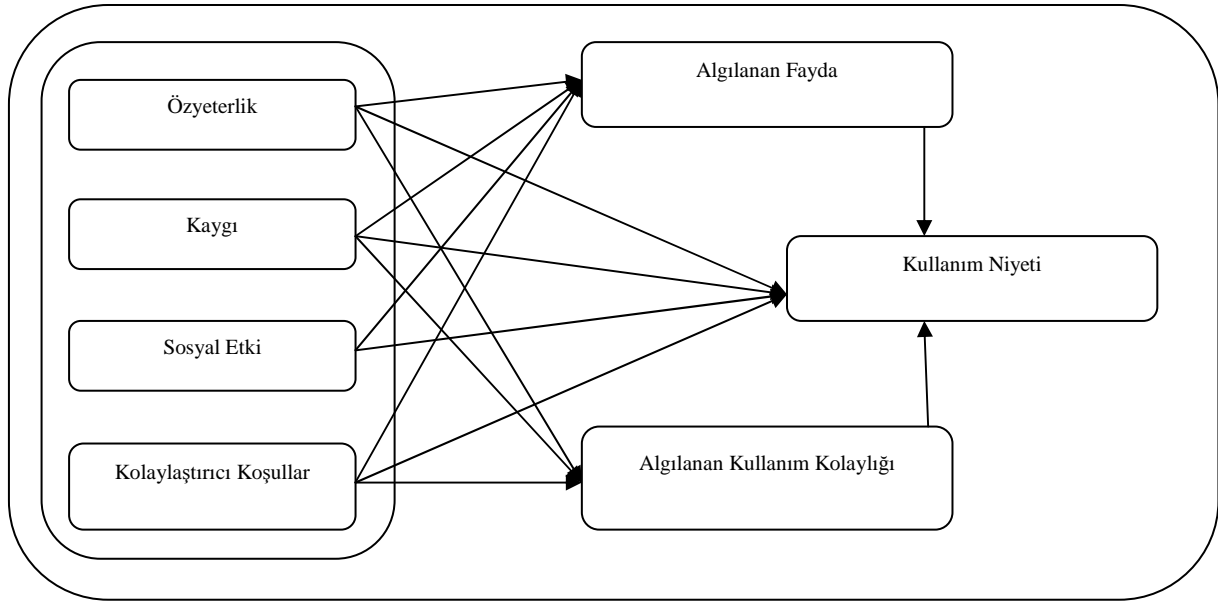 Özyeterlik
Kaygı
Sosyal Etki
Kolaylaştırıcı Koşullar
Algılanan Fayda
Kullanım Niyeti
Algılanan Kullanım Kolaylığı